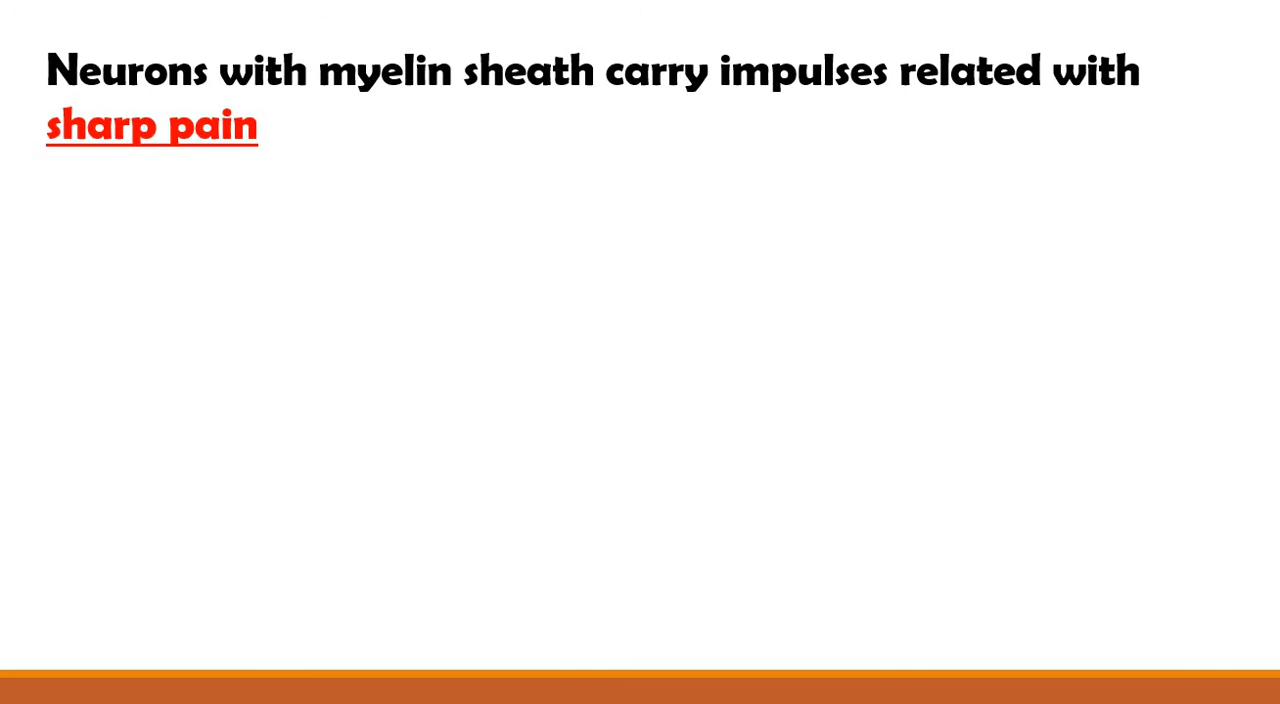 Neurons with myelin sheath carry impulses related with
sharp pain